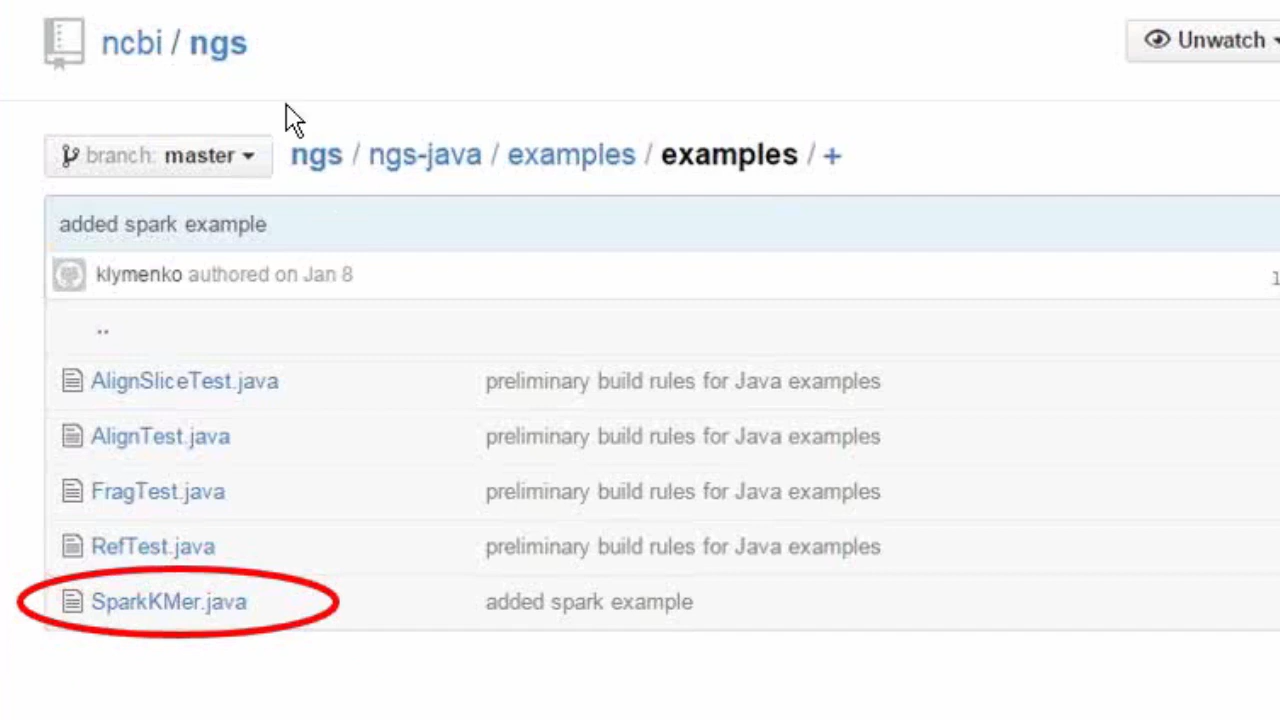 ncbi / ngs
Unwatch
branch: master
ngs / ngs-java / examples / examples / +
added spark example
klymenko authored on Jan 8
1
..
AlignSliceTest.java preliminary build rules for Java examples
AlignTest.java preliminary build rules for Java examples
FragTest.java preliminary build rules for Java examples
RefTest.java preliminary build rules for Java examples
SparkKMer.java added spark example